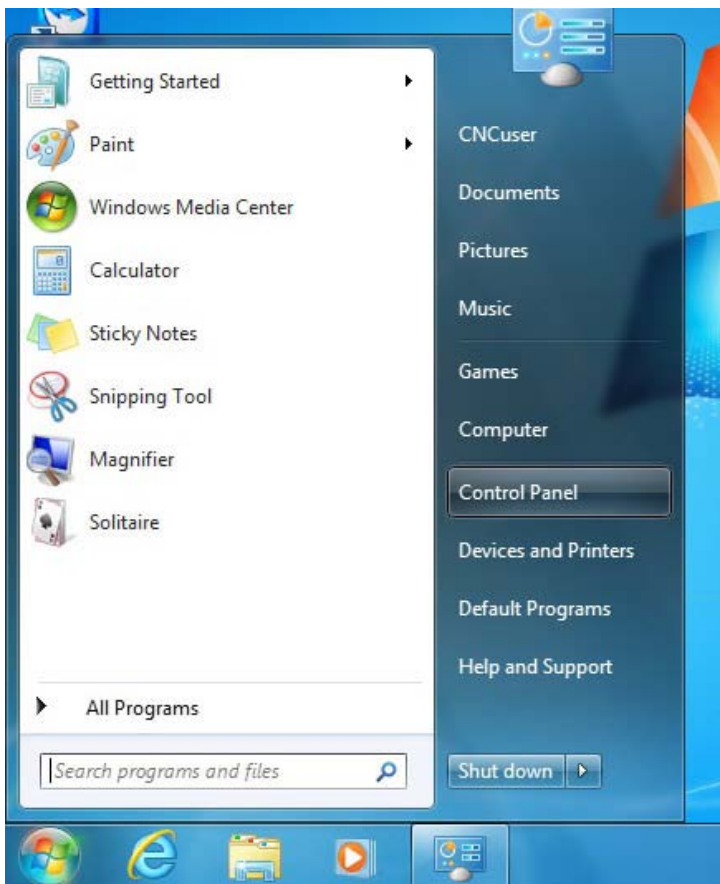 Getting Started
Paint
Windows Media Center
Calculator
Sticky Notes
Snipping Tool
Magnifier
Solitaire
All Programs
Search programs and files
CNCuser
Documents
Pictures
Music
Games
Computer
Control Panel
Devices and Printers
Default Programs
Help and Support
Shut down